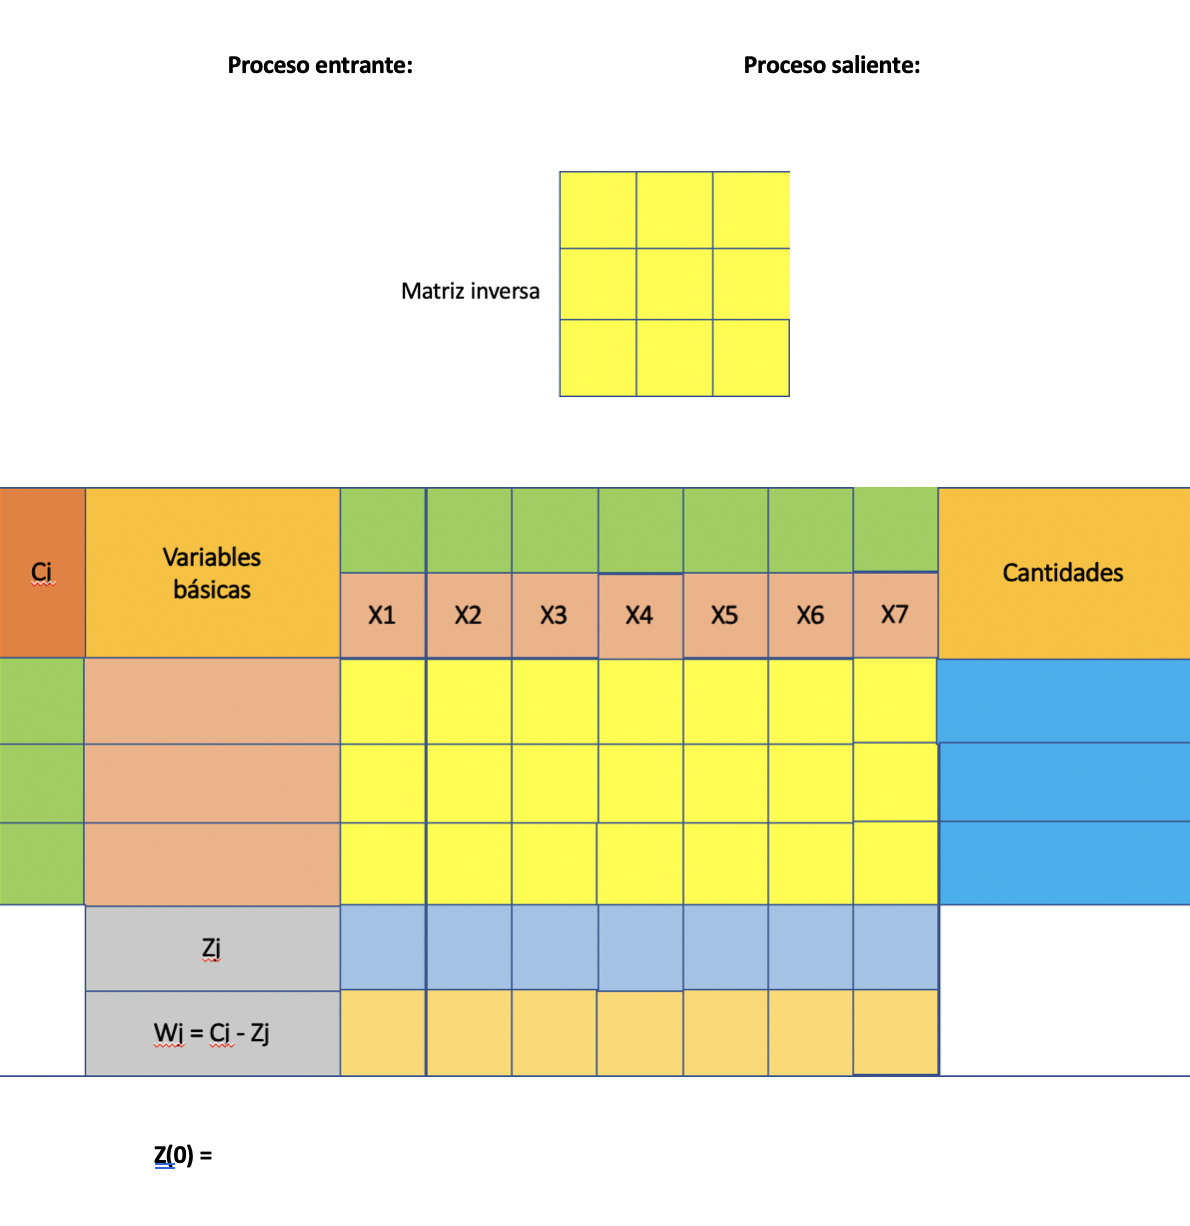 Proceso entrante:
Proceso saliente:
Matriz inversa
Cj
Variables
básicas
Cantidades
X1 X2 X3 X4 X5 X6 X7
Zj
Wj = Cj - Zj
Z(0) =